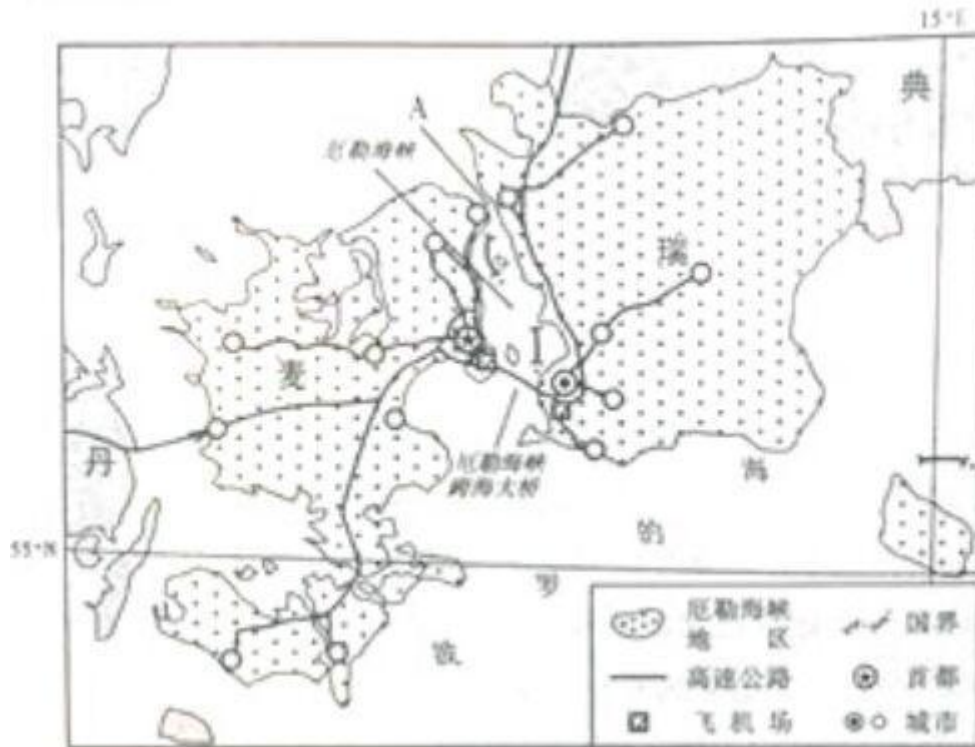 15°E
典
A
厄勒海峡
瑞
麦
丹
厄勒海峡
跨海大桥
海
的
罗
波
55°N
厄勒海峡
地 区
国界
高速公路
首都
飞机场
城市